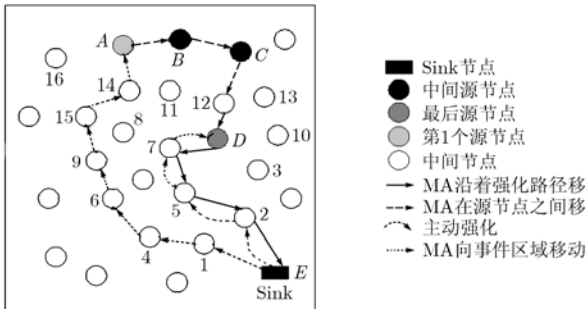 A
B
C
16
14
11
12
13
15
8
10
7
D
9
3
6
5
2
4
1
E
Sink
Sink节点
中间源节点
最后源节点
第1个源节点
中间节点
MA沿着强化路径移
MA在源节点之间移
主动强化
MA向事件区域移动